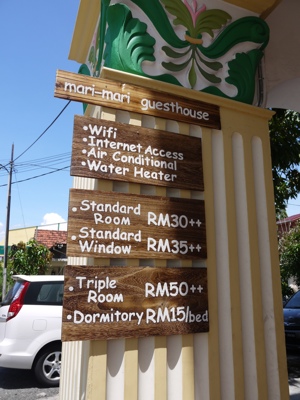 mari-mari guesthouse
•Wifi
•Internet Access
•Air Conditional
•Water Heater
•Standard
Room RM30++
•Standard
Window RM35++
•Triple
Room RM50++
•Dormitory RM15/bed